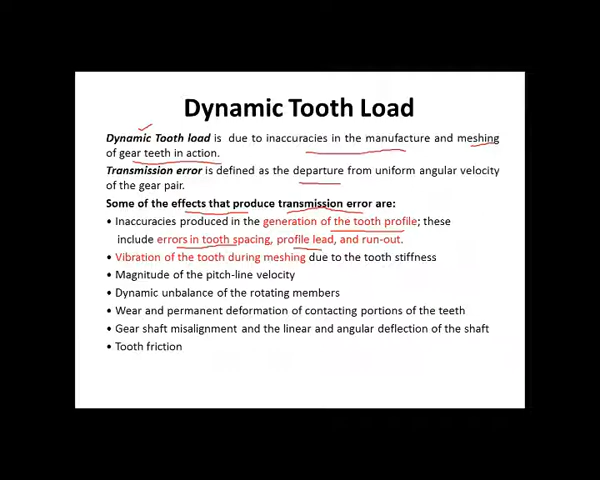 Dynamic Tooth Load
Dynamic Tooth load is due to inaccuracies in the manufacture and meshing
of gear teeth in action.
Transmission error is defined as the departure from uniform angular velocity
of the gear pair.
Some of the effects that produce transmission error are:
• Inaccuracies produced in the generation of the tooth profile; these
include errors in tooth spacing, profile lead, and run-out.
• Vibration of the tooth during meshing due to the tooth stiffness
• Magnitude of the pitch-line velocity
• Dynamic unbalance of the rotating members
• Wear and permanent deformation of contacting portions of the teeth
• Gear shaft misalignment and the linear and angular deflection of the shaft
• Tooth friction